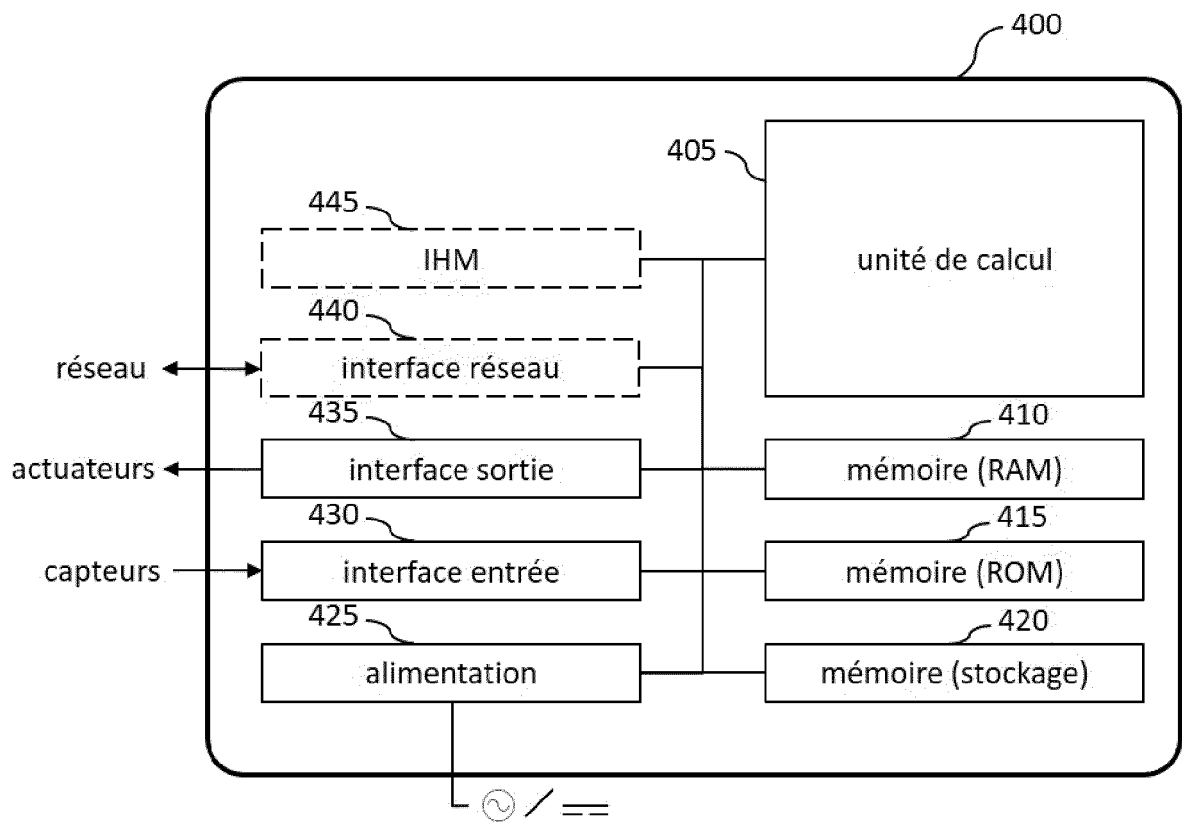 400
405
unité de calcul
445
IHM
440
réseau
interface réseau
435
410
actuateurs
interface sortie
mémoire (RAM)
430
415
capteurs
interface entrée
mémoire (ROM)
425
420
alimentation
mémoire (stockage)